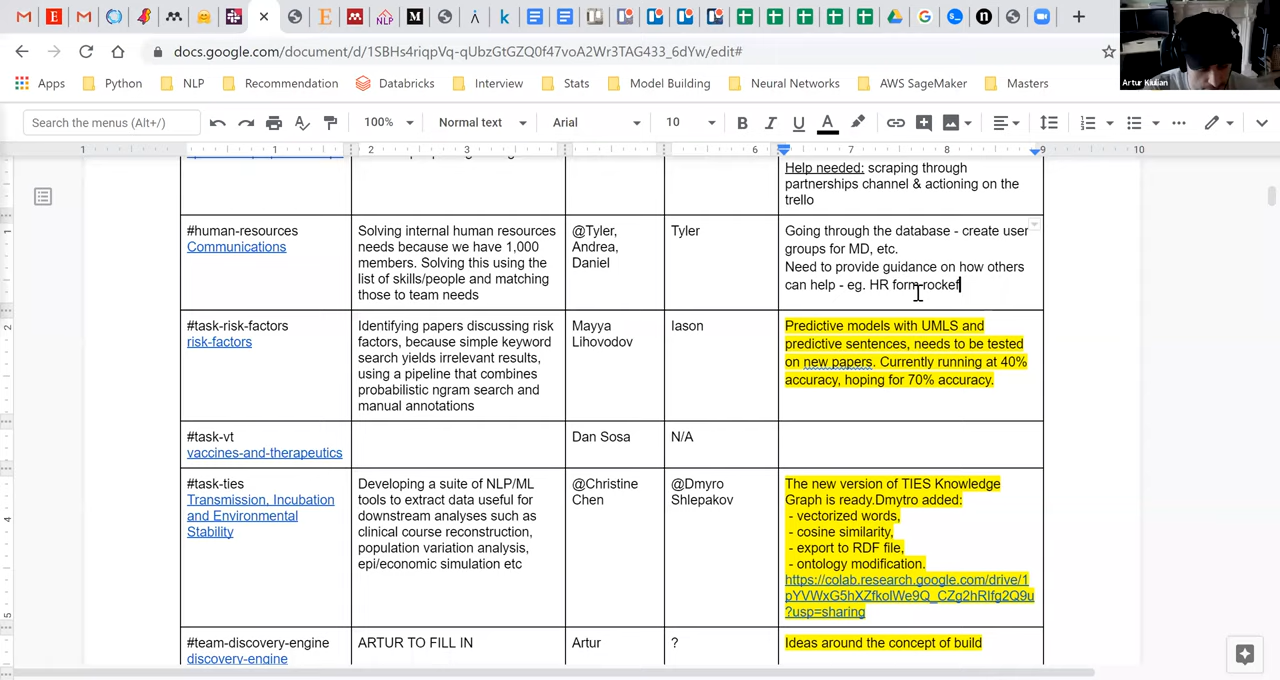 docs.google.com/document/d/1SBHs4riqpVq-qUbzGtGZQ0f47voA2Wr3TAG433_6dYw/edit#
Artur Kiulian
Apps Python NLP Recommendation Databricks Interview Stats Model Building Neural Networks AWS SageMaker Masters
Search the menus (Alt+/) 100% Normal text Arial 10
1 1 2 3 6 7 8 9 10
Help needed: scraping through
partnerships channel & actioning on the
trello
#human-resources
Communications
Solving internal human resources
needs because we have 1,000
members. Solving this using the
list of skills/people and matching
those to team needs
@Tyler,
Andrea,
Daniel
Tyler
Going through the database - create user
groups for MD, etc.
Need to provide guidance on how others
can help - eg. HR form rockef
#task-risk-factors
risk-factors
Identifying papers discussing risk
factors, because simple keyword
search yields irrelevant results,
using a pipeline that combines
probabilistic ngram search and
manual annotations
Mayya
Lihovodov
Iason
Predictive models with UMLS and
predictive sentences, needs to be tested
on new papers. Currently running at 40%
accuracy, hoping for 70% accuracy.
#task-vt
vaccines-and-therapeutics
Dan Sosa
N/A
#task-ties
Transmission, Incubation
and Environmental
Stability
Developing a suite of NLP/ML
tools to extract data useful for
downstream analyses such as
clinical course reconstruction,
population variation analysis,
epi/economic simulation etc
@Christine
Chen
@Dmyro
Shlepakov
The new version of TIES Knowledge
Graph is ready.Dmytro added:
- vectorized words,
- cosine similarity,
- export to RDF file,
- ontology modification.
https://colab.research.google.com/drive/1
pYVWxG5hXZfkolWe9Q_CZg2hRIfg2Q9u
?usp=sharing
#team-discovery-engine
discovery-engine
ARTUR TO FILL IN
Artur
?
Ideas around the concept of build